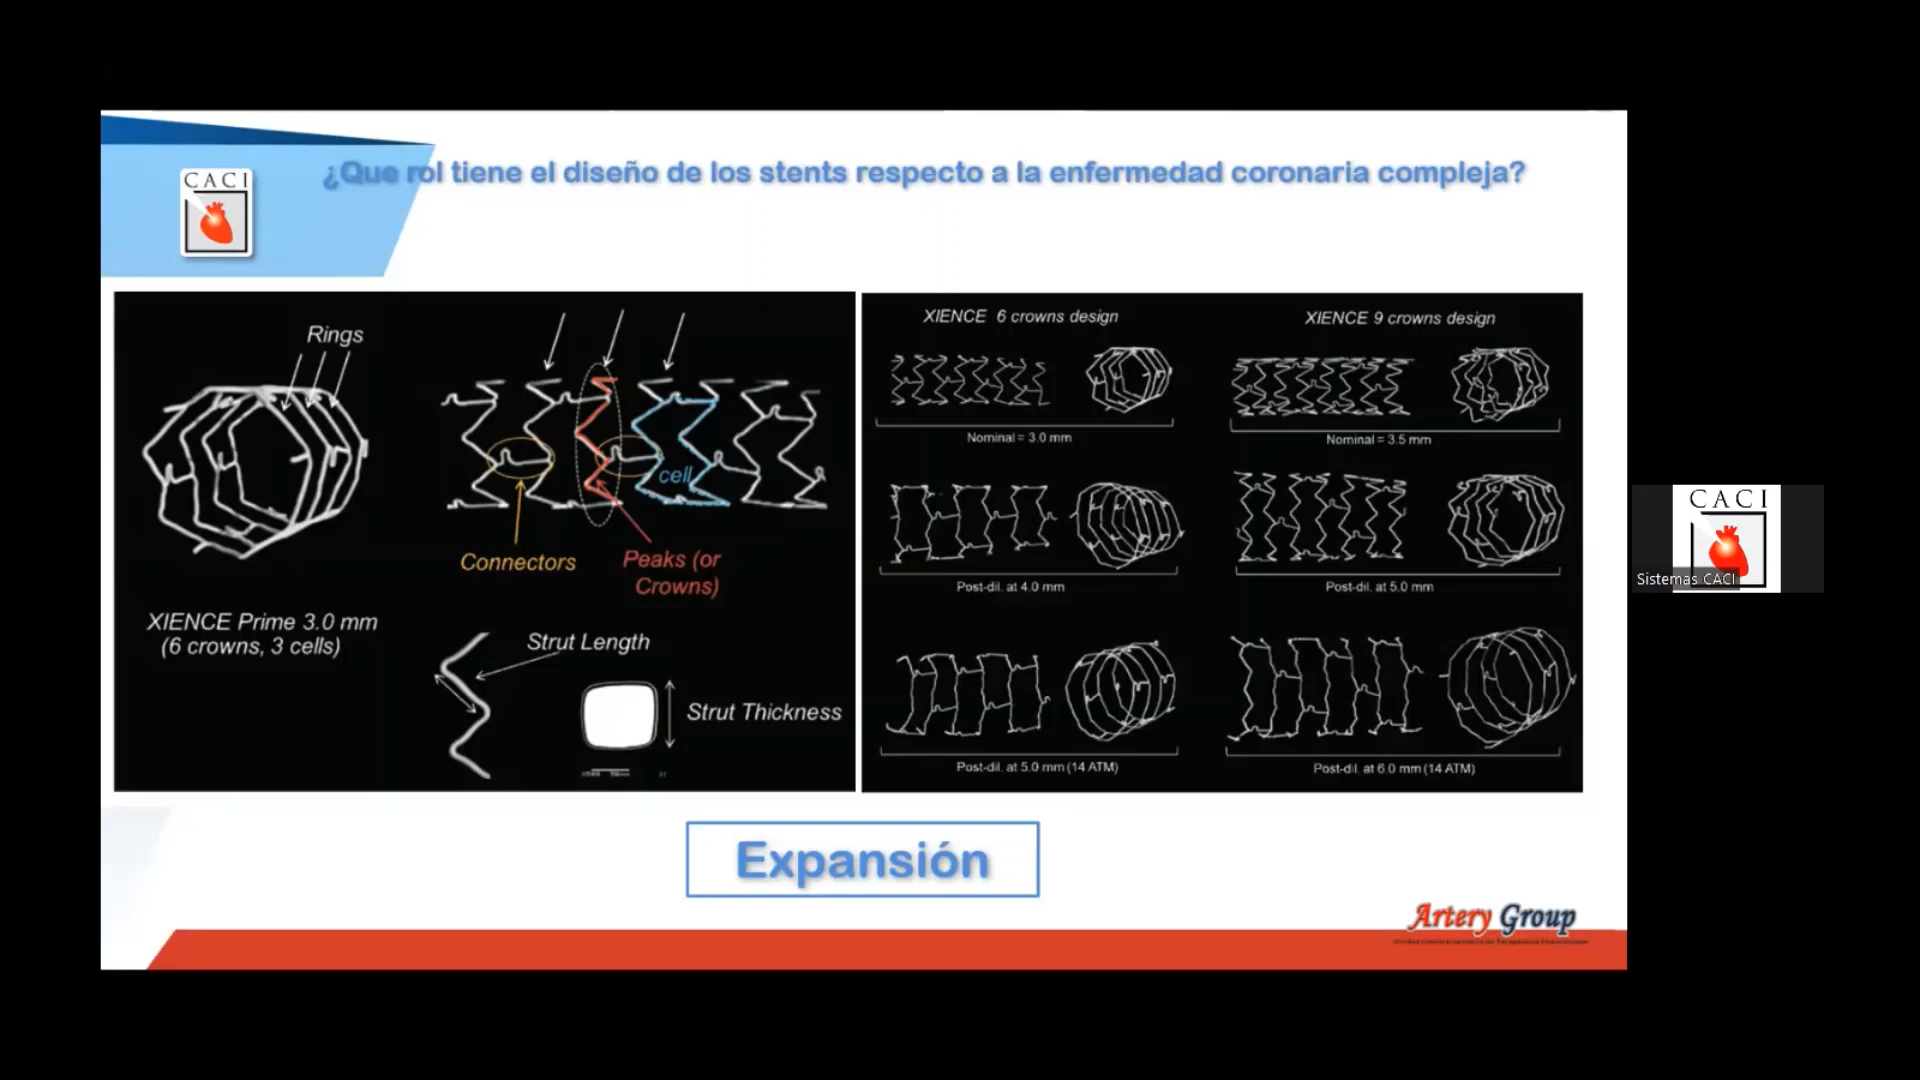 ¿Que rol tiene el diseño de los stents respecto a la enfermedad coronaria compleja?
CACI
Rings
cell
Connectors
Peaks (or
Crowns)
XIENCE Prime 3.0 mm
(6 crowns, 3 cells)
Strut Length
Strut Thickness
XIENCE 6 crowns design
XIENCE 9 crowns design
Nominal = 3.0 mm
Nominal = 3.5 mm
Post-dil. at 4.0 mm
Post-dil. at 5.0 mm
Post-dil. at 5.0 mm (14 ATM)
Post-dil. at 6.0 mm (14 ATM)
Expansión
Artery Group
CACI
Sistemas CACI